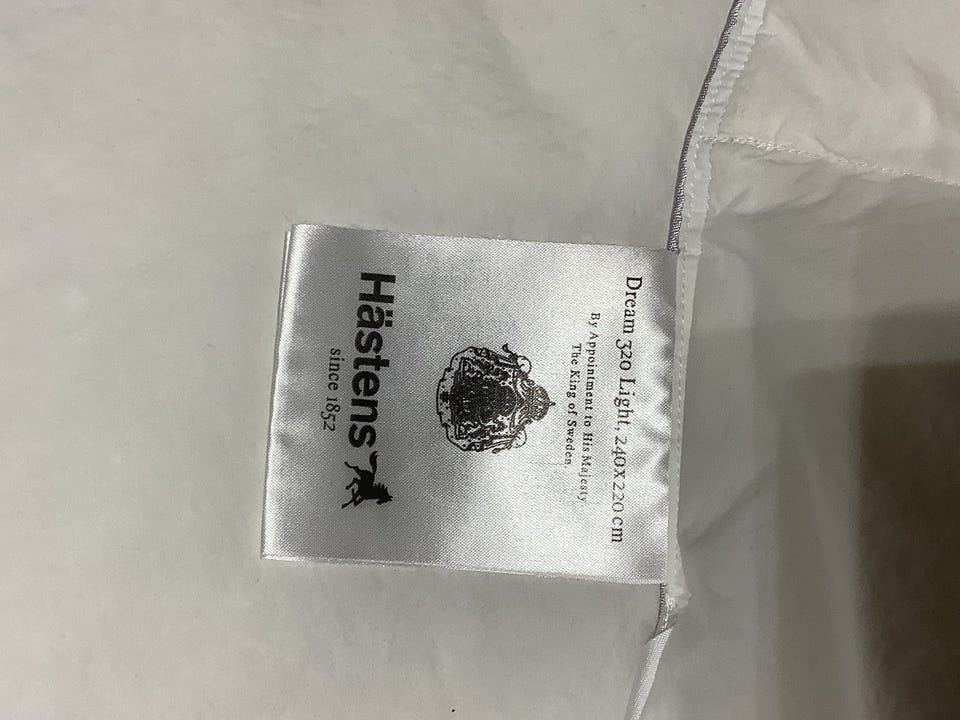 Dream 320 Light, 240x220 cm
By Appointment to His Majesty
The King of Sweden.
Hästens
since 1852